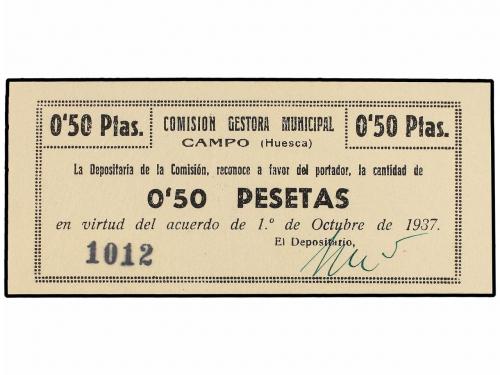 0'50 Ptas. COMISION GESTORA MUNICIPAL 0'50 Ptas.
CAMPO (Huesca)
La Depositaria de la Comisión, reconoce a favor del portador, la cantidad de
0'50 PESETAS
en virtud del acuerdo de 1.º de Octubre de 1937.
El Depositario,
1012